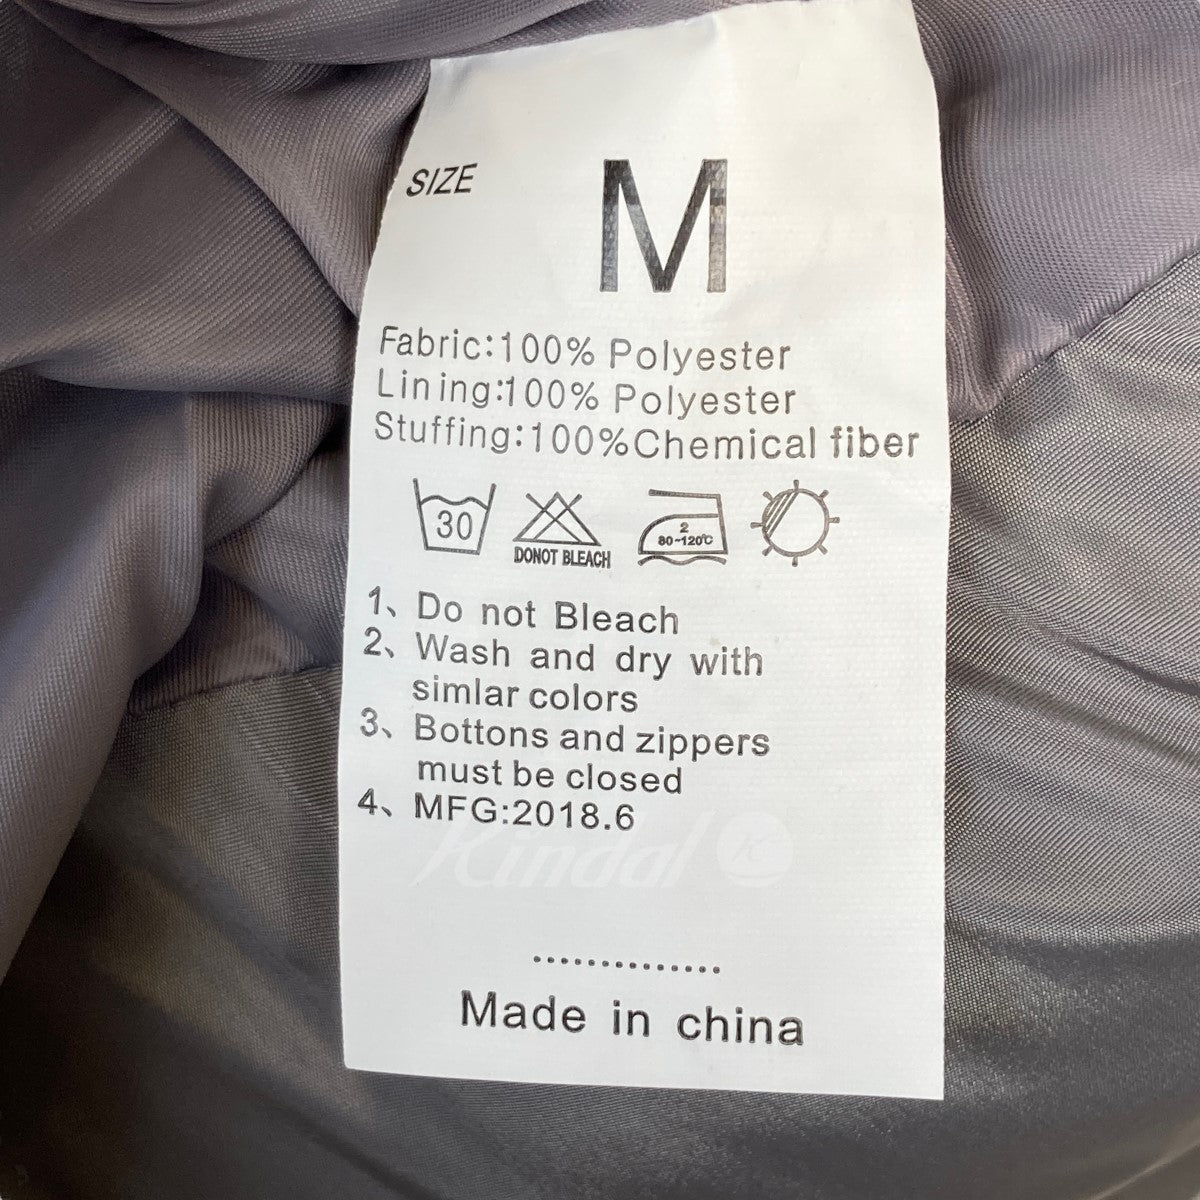 SIZE M
Fabric:100% Polyester
Lining:100% Polyester
Stuffing:100%Chemical fiber
30
DONOT BLEACH
2
80-120℃
1、Do not Bleach
2、Wash and dry with
simlar colors
3、Bottons and zippers
must be closed
4、MFG:2018.6
Kindal K
..............
Made in china